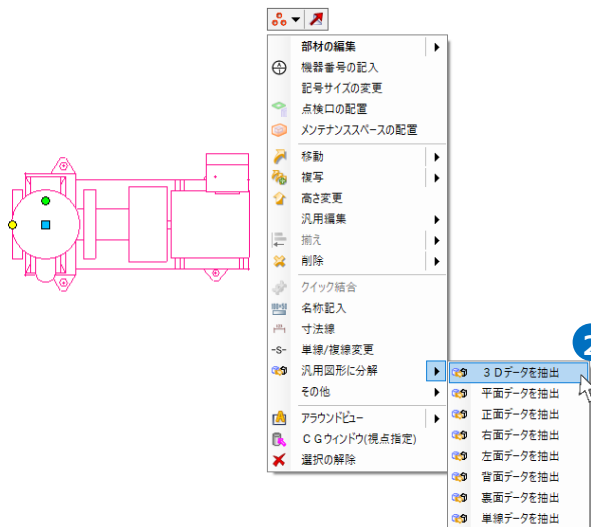 部材の編集
機器番号の記入
記号サイズの変更
点検口の配置
メンテナンススペースの配置
移動
複写
高さ変更
汎用編集
揃え
削除
クイック結合
名称記入
寸法線
-S- 単線/複線変更
汎用図形に分解
その他
アラウンドビュー
CGウィンドウ(視点指定)
選択の解除
2
3Dデータを抽出
平面データを抽出
正面データを抽出
右面データを抽出
左面データを抽出
背面データを抽出
裏面データを抽出
単線データを抽出